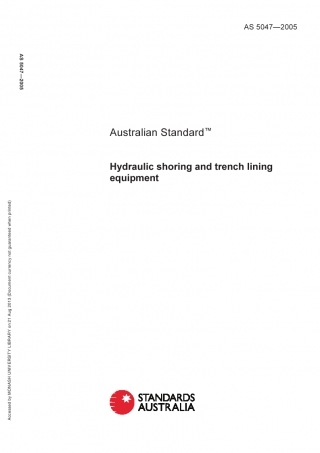 AS 5047—2005
AS 5047—2005
Australian Standard™
Hydraulic shoring and trench lining
equipment
Accessed by MONASH UNIVERSITY LIBRARY on 21 Aug 2013 (Document currency not guaranteed when printed)
STANDARDS
AUSTRALIA